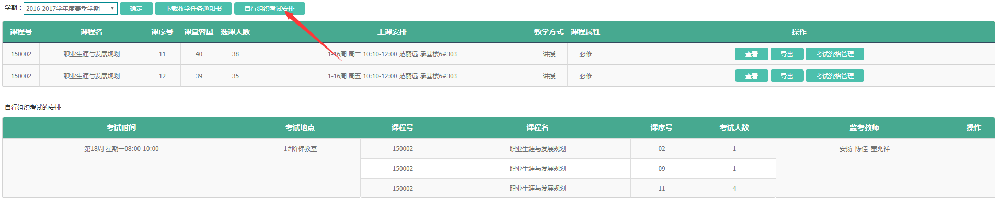 学期： 2016-2017学年度春季学期 确定 下载教学任务通知书 自行组织考试安排
课程号 课程名 课序号 课堂容量 选课人数 上课安排 教学方式 课程属性 操作
150002 职业生涯与发展规划 11 40 38 1-16周 周二 10:10-12:00 范丽远 承基楼6#303 讲授 必修 查看 导出 考试资格管理
150002 职业生涯与发展规划 12 39 35 1-16周 周五 10:10-12:00 范丽远 承基楼6#303 讲授 必修 查看 导出 考试资格管理
自行组织考试的安排
考试时间 考试地点 课程号 课程名 课序号 考试人数 监考教师 操作
第18周 星期一08:00-10:00 1#阶梯教室 150002 职业生涯与发展规划 02 1 安扬 陈佳 董兆祥
150002 职业生涯与发展规划 09 1
150002 职业生涯与发展规划 11 4